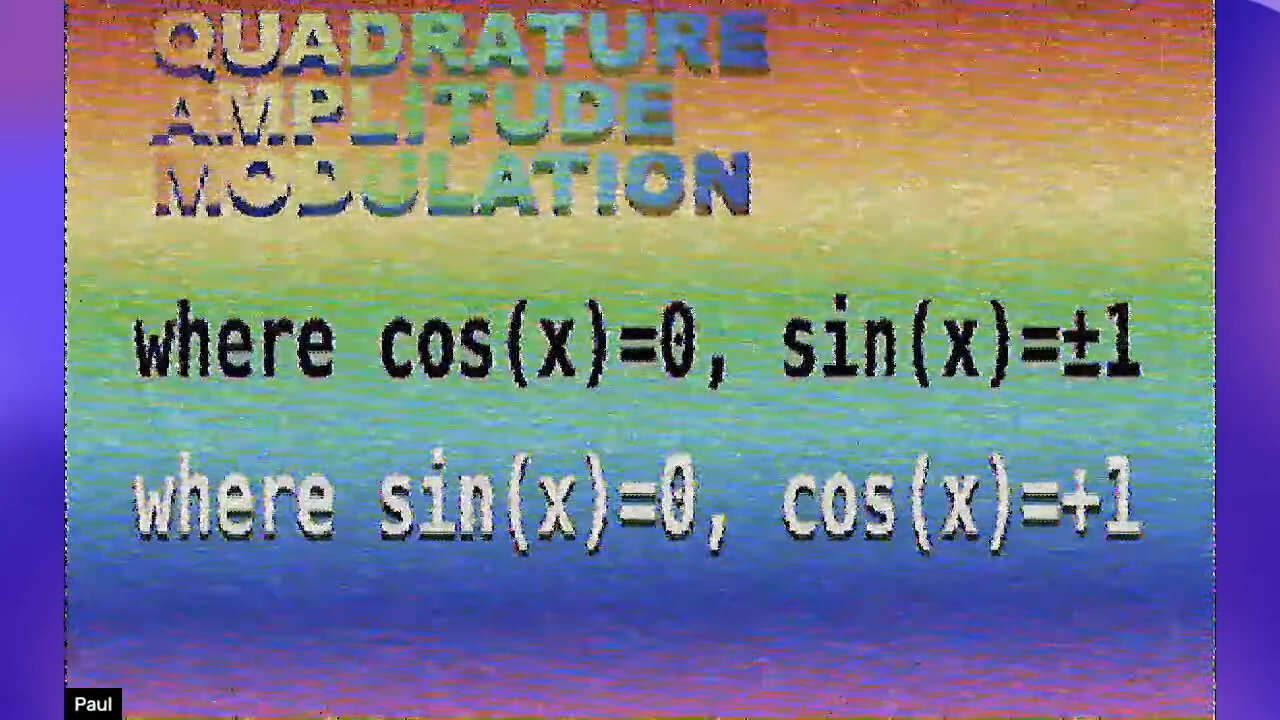 QUADRATURE
AMPLITUDE
MODULATION
where cos(x)=0, sin(x)=±1
where sin(x)=0, cos(x)=±1
Paul